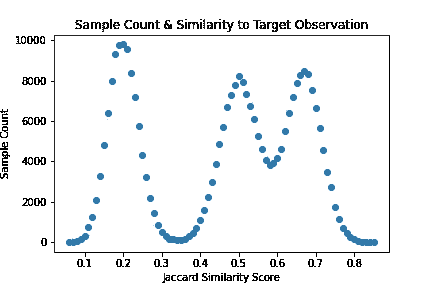 Sample Count & Similarity to Target Observation
10000
8000
6000
4000
2000
0
Sample Count
0.1 0.2 0.3 0.4 0.5 0.6 0.7 0.8
Jaccard Similarity Score